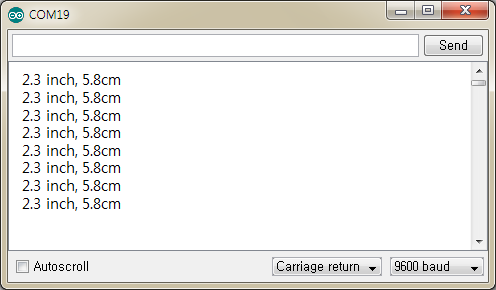 COM19
Send
2.3 inch, 5.8cm
2.3 inch, 5.8cm
2.3 inch, 5.8cm
2.3 inch, 5.8cm
2.3 inch, 5.8cm
2.3 inch, 5.8cm
2.3 inch, 5.8cm
2.3 inch, 5.8cm
Autoscroll
Carriage return
9600 baud